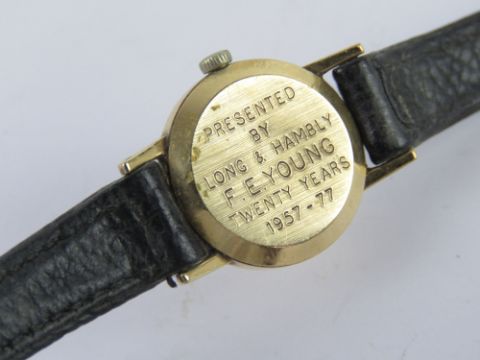 PRESENTED
BY
LONG & HAMBLY
F. E. YOUNG
TWENTY YEARS
1957-77